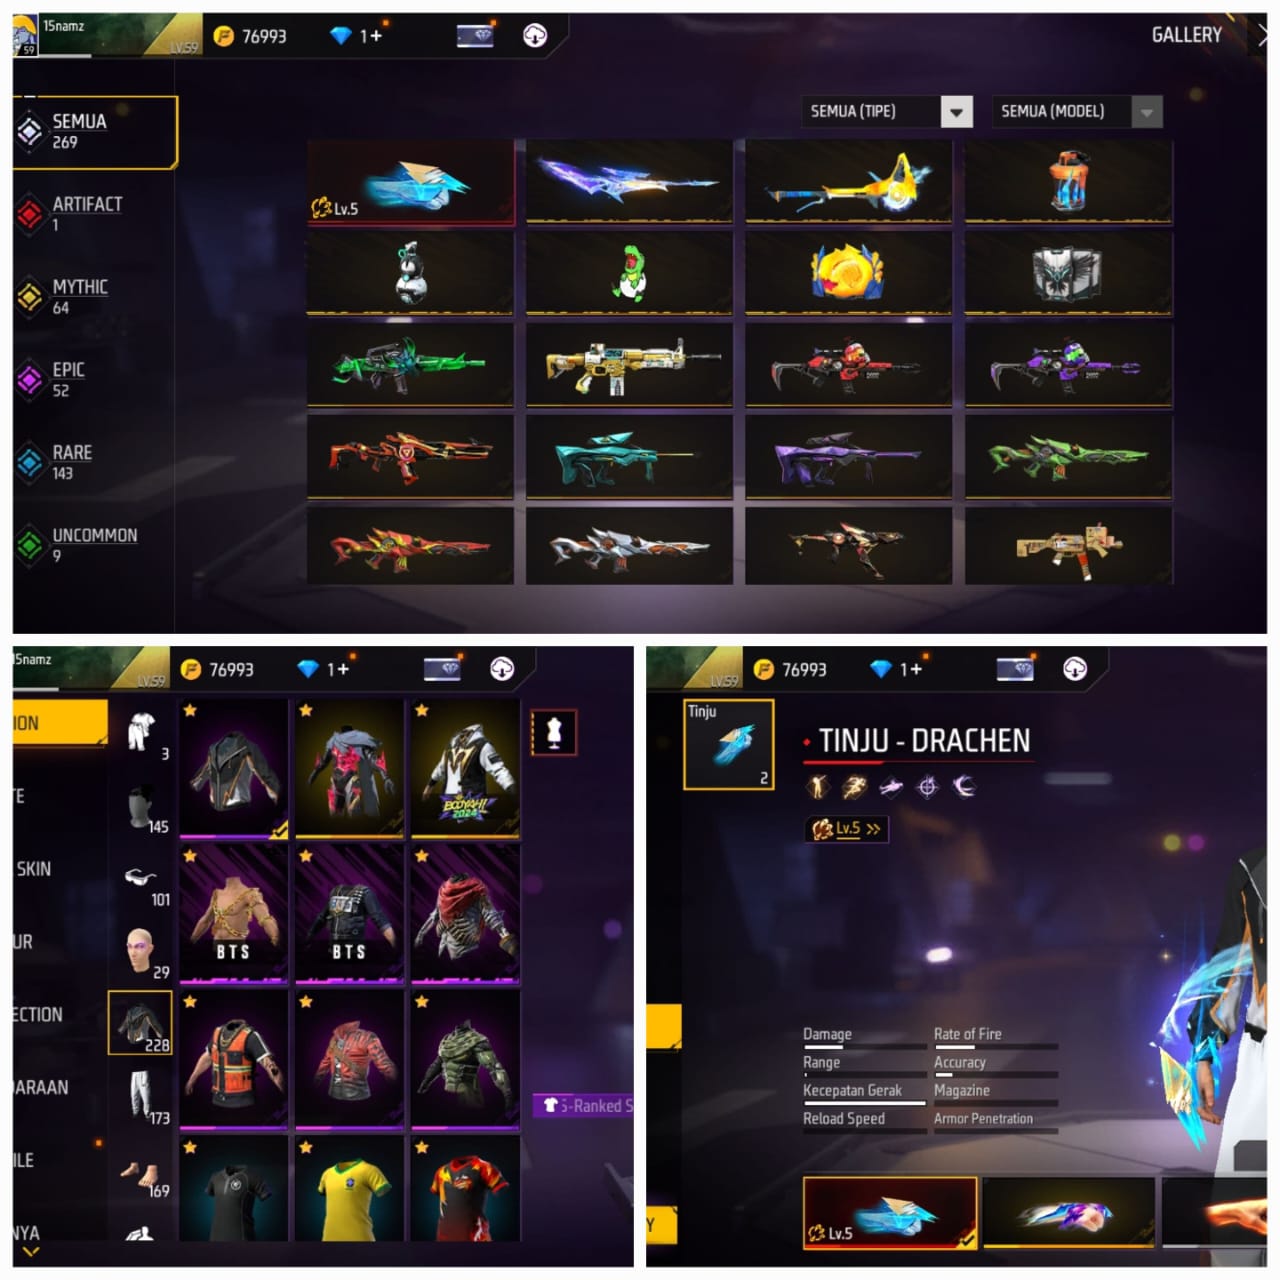 15namz
59
LV.59
76993
1+
GALLERY
SEMUA
269
SEMUA (TIPE)
SEMUA (MODEL)
ARTIFACT
1
Lv.5
MYTHIC
64
EPIC
52
RARE
143
UNCOMMON
9
15namz
LV.59
76993
1+
ION
3
TE
145
BOOYAH!
2024
SKIN
101
UR
29
BTS
BTS
ECTION
228
DARAAN
173
S-Ranked S
ILE
169
NYA
LV.59
76993
1+
Tinju
2
TINJU - DRACHEN
Lv.5 >>
Damage
Rate of Fire
Range
Accuracy
Kecepatan Gerak
Magazine
Reload Speed
Armor Penetration
Y
Lv.5